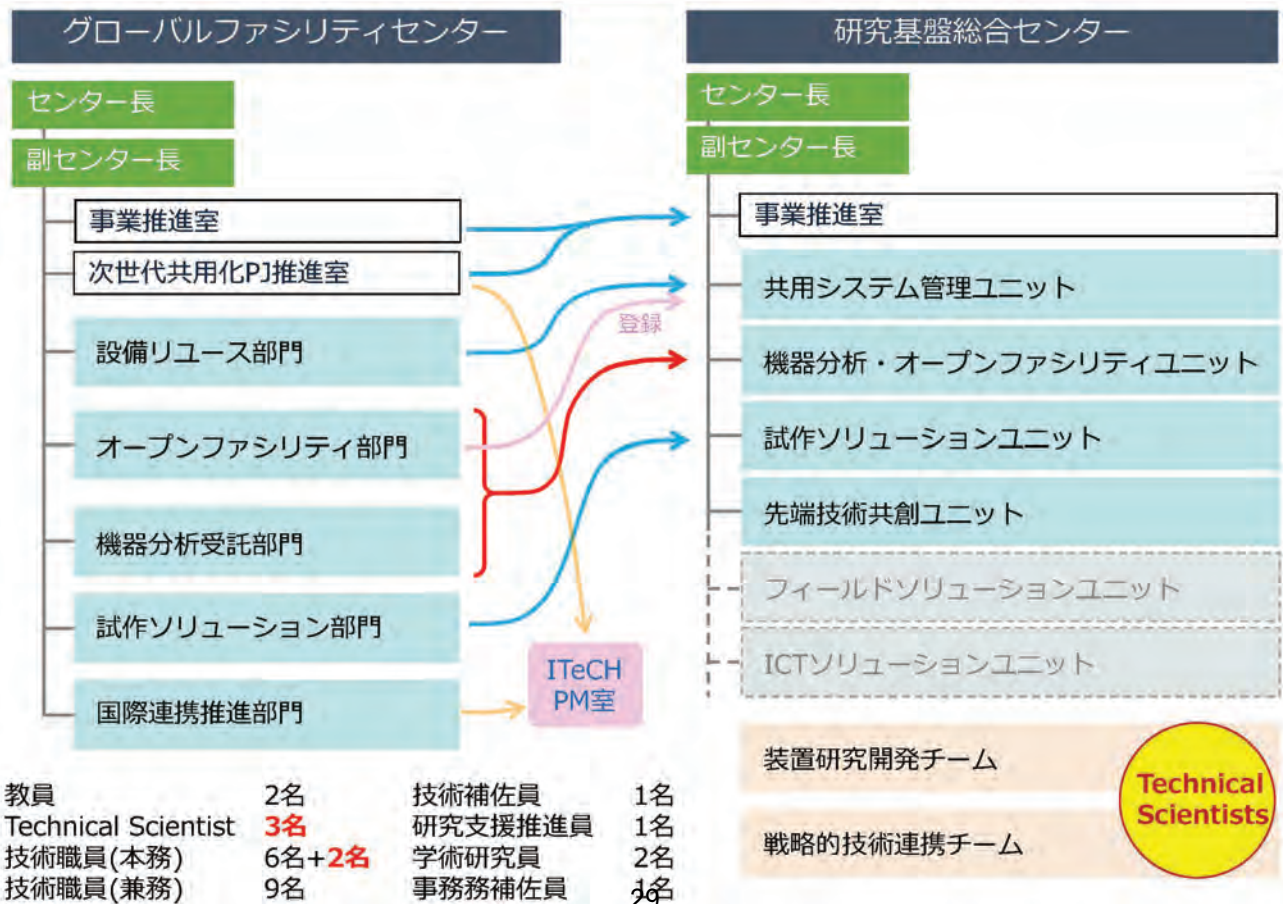 グローバルファシリティセンター
センター長
副センター長
事業推進室
次世代共用化PJ推進室
設備リユース部門
オープンファシリティ部門
機器分析受託部門
試作ソリューション部門
国際連携推進部門
登録
ITeCH
PM室
研究基盤総合センター
センター長
副センター長
事業推進室
共用システム管理ユニット
機器分析・オープンファシリティユニット
試作ソリューションユニット
先端技術共創ユニット
フィールドソリューションユニット
ICTソリューションユニット
装置研究開発チーム
戦略的技術連携チーム
Technical
Scientists
教員 2名 技術補佐員 1名
Technical Scientist 3名 研究支援推進員 1名
技術職員(本務) 6名+2名 学術研究員 2名
技術職員(兼務) 9名 事務務補佐員 1名
29